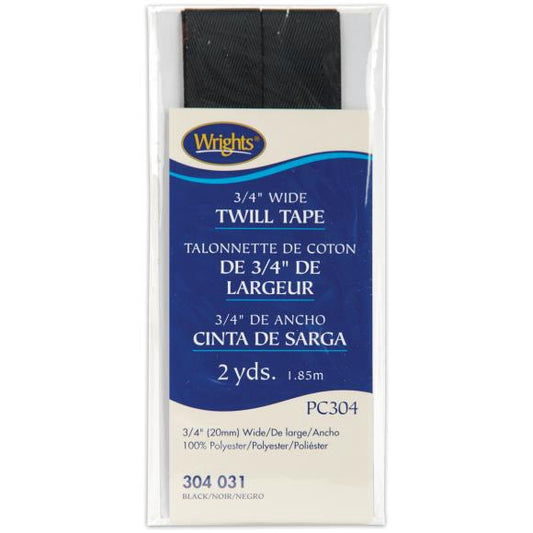 Wrights®
3/4" WIDE
TWILL TAPE
TALONNETTE DE COTON
DE 3/4" DE
LARGEUR
3/4" DE ANCHO
CINTA DE SARGA
2 yds. 1.85m
PC304
3/4" (20mm) Wide/De large/Ancho
100% Polyester/Polyester/Poliéster
304 031
BLACK/NOIR/NEGRO